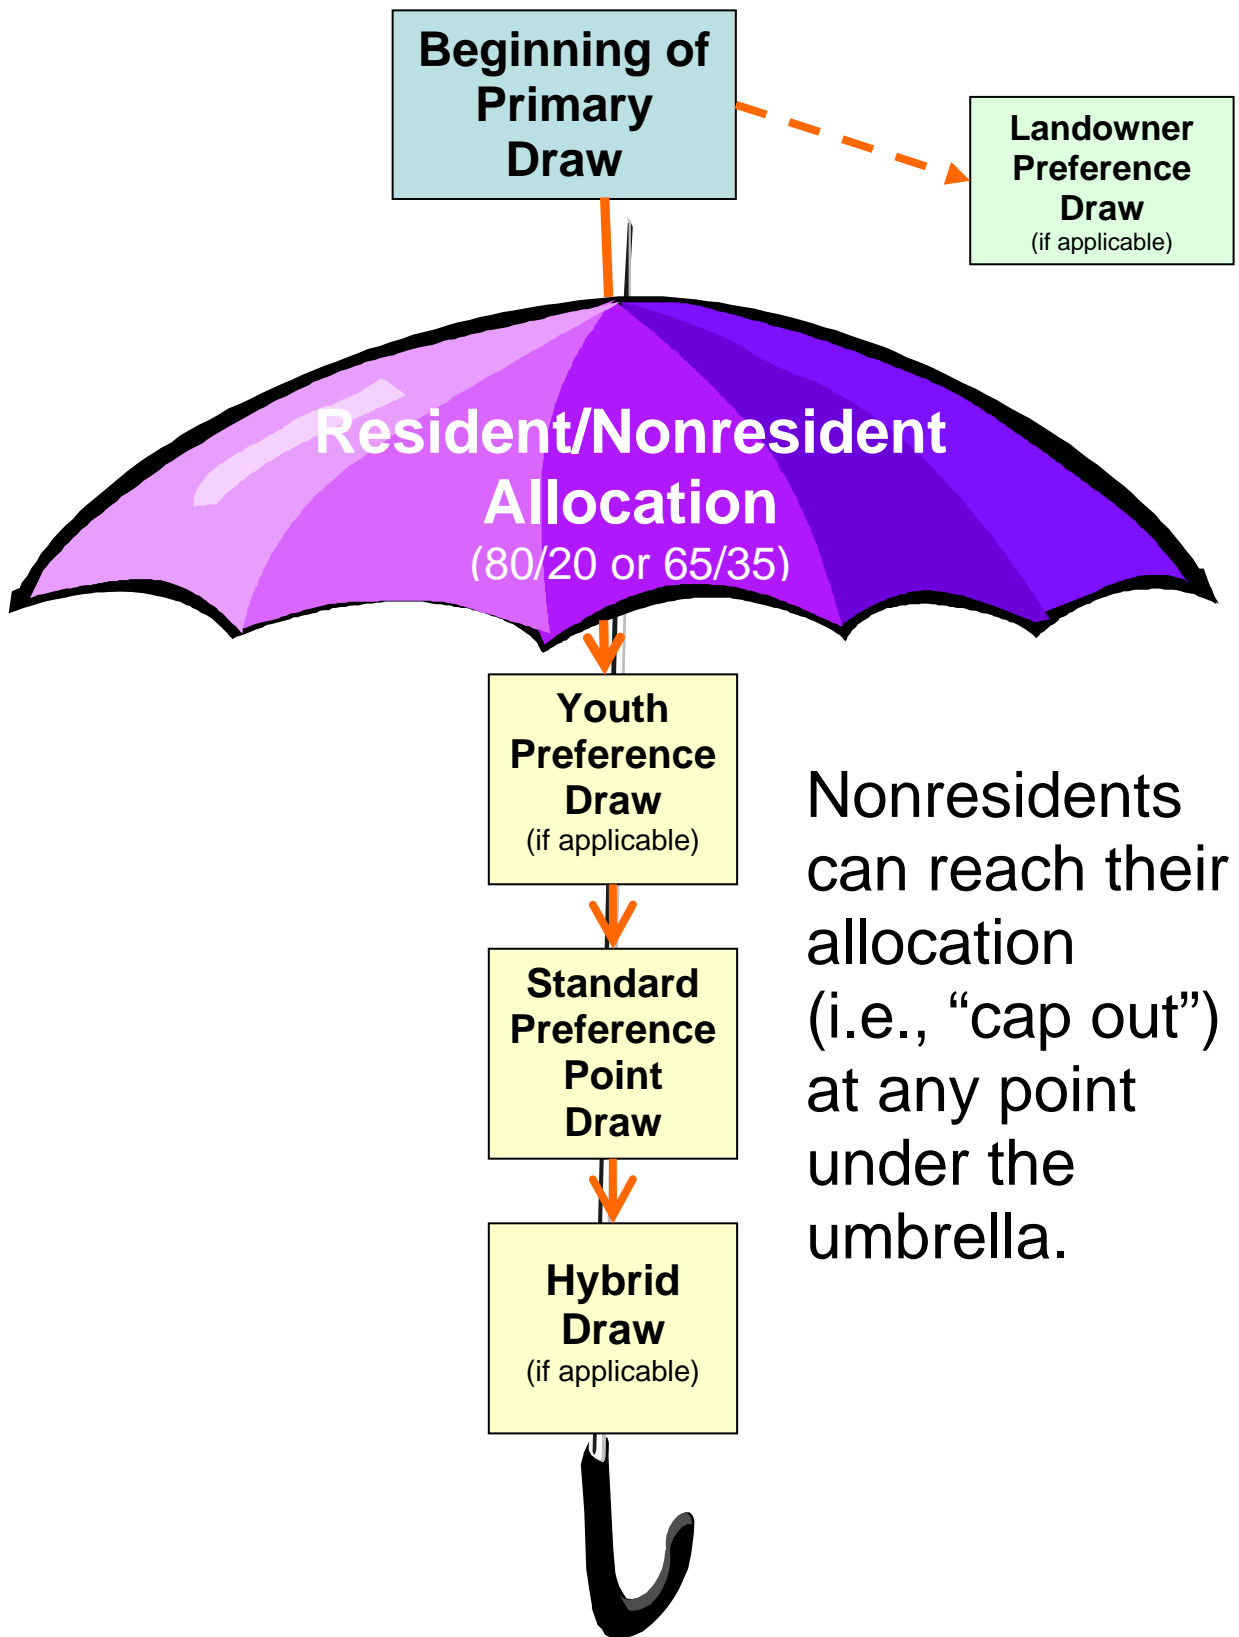 Beginning of
Primary
Draw
Landowner
Preference
Draw
(if applicable)
Resident/Nonresident
Allocation
(80/20 or 65/35)
Youth
Preference
Draw
(if applicable)
Standard
Preference
Point
Draw
Hybrid
Draw
(if applicable)
Nonresidents
can reach their
allocation
(i.e., “cap out”)
at any point
under the
umbrella.